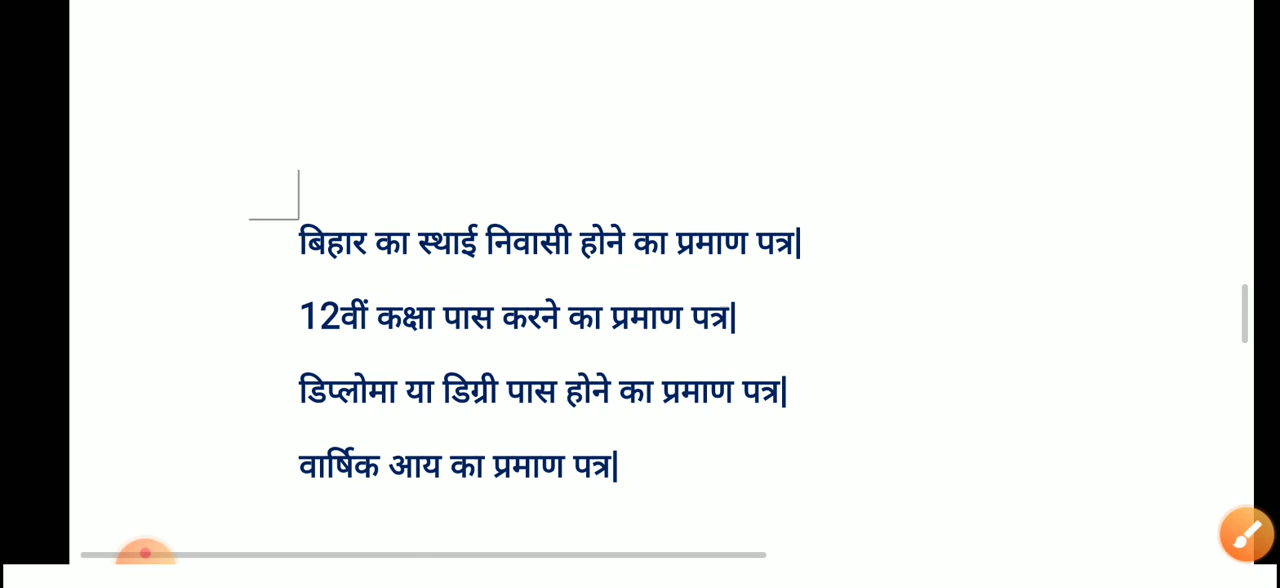 बिहार का स्थाई निवासी होने का प्रमाण पत्र|
12वीं कक्षा पास करने का प्रमाण पत्र|
डिप्लोमा या डिग्री पास होने का प्रमाण पत्र|
वार्षिक आय का प्रमाण पत्र|